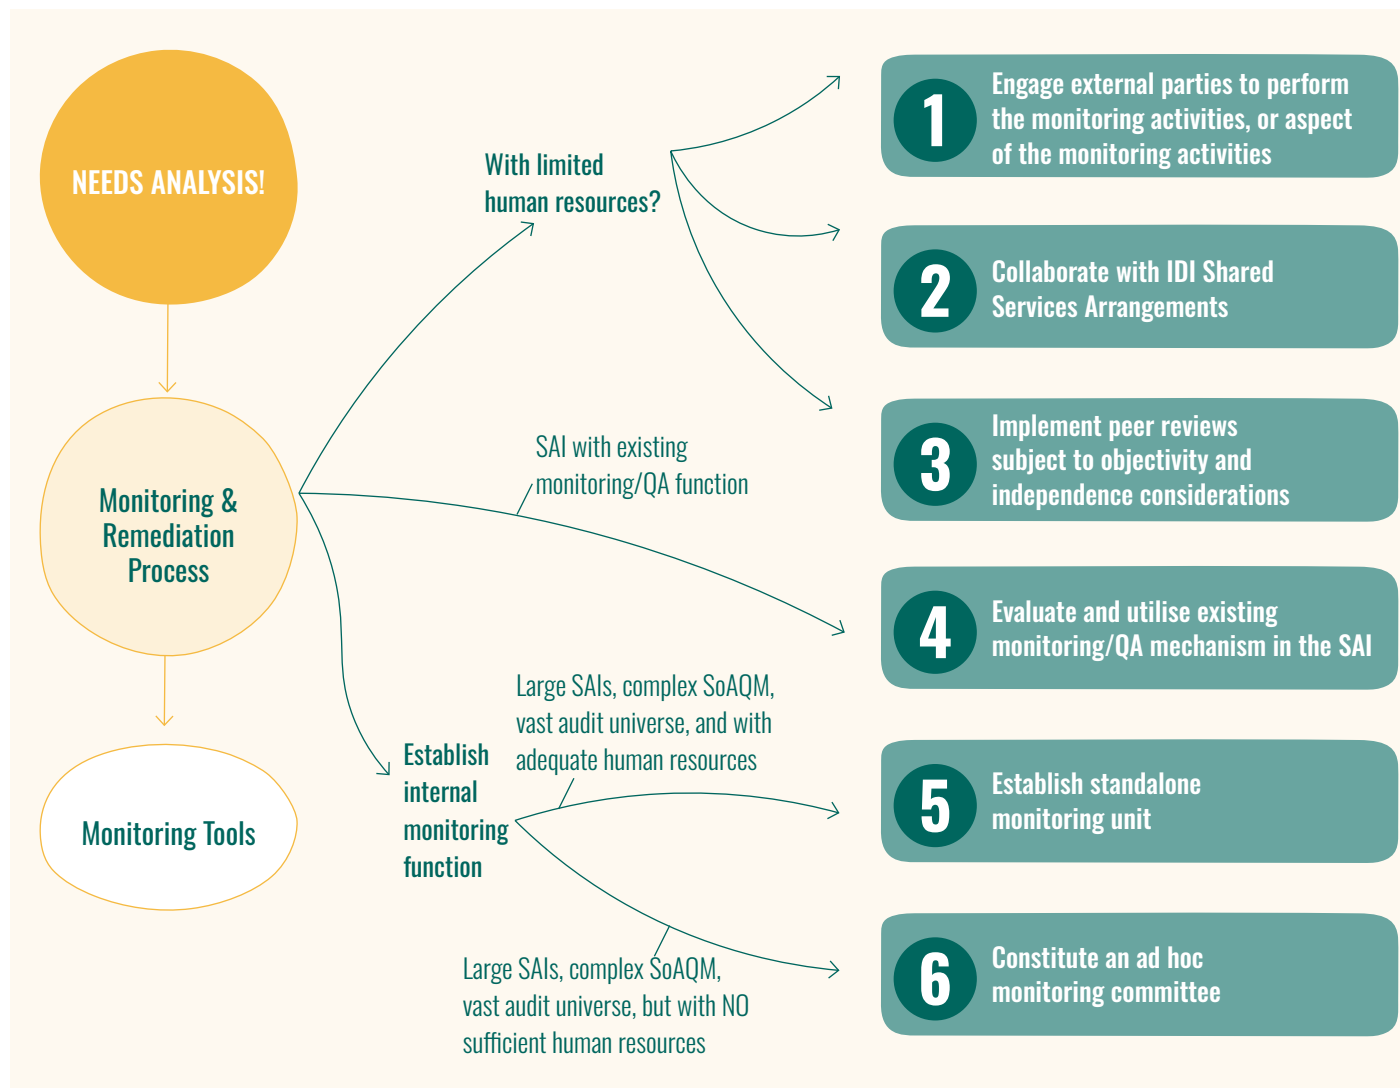 NEEDS ANALYSIS!
Monitoring &
Remediation
Process
Monitoring Tools
With limited
human resources?
SAI with existing
monitoring/QA function
Establish
internal
monitoring
function
Large SAIs, complex SoAQM,
vast audit universe, and with
adequate human resources
Large SAIs, complex SoAQM,
vast audit universe, but with NO
sufficient human resources
1
Engage external parties to perform
the monitoring activities, or aspect
of the monitoring activities
2
Collaborate with IDI Shared
Services Arrangements
3
Implement peer reviews
subject to objectivity and
independence considerations
4
Evaluate and utilise existing
monitoring/QA mechanism in the SAI
5
Establish standalone
monitoring unit
6
Constitute an ad hoc
monitoring committee